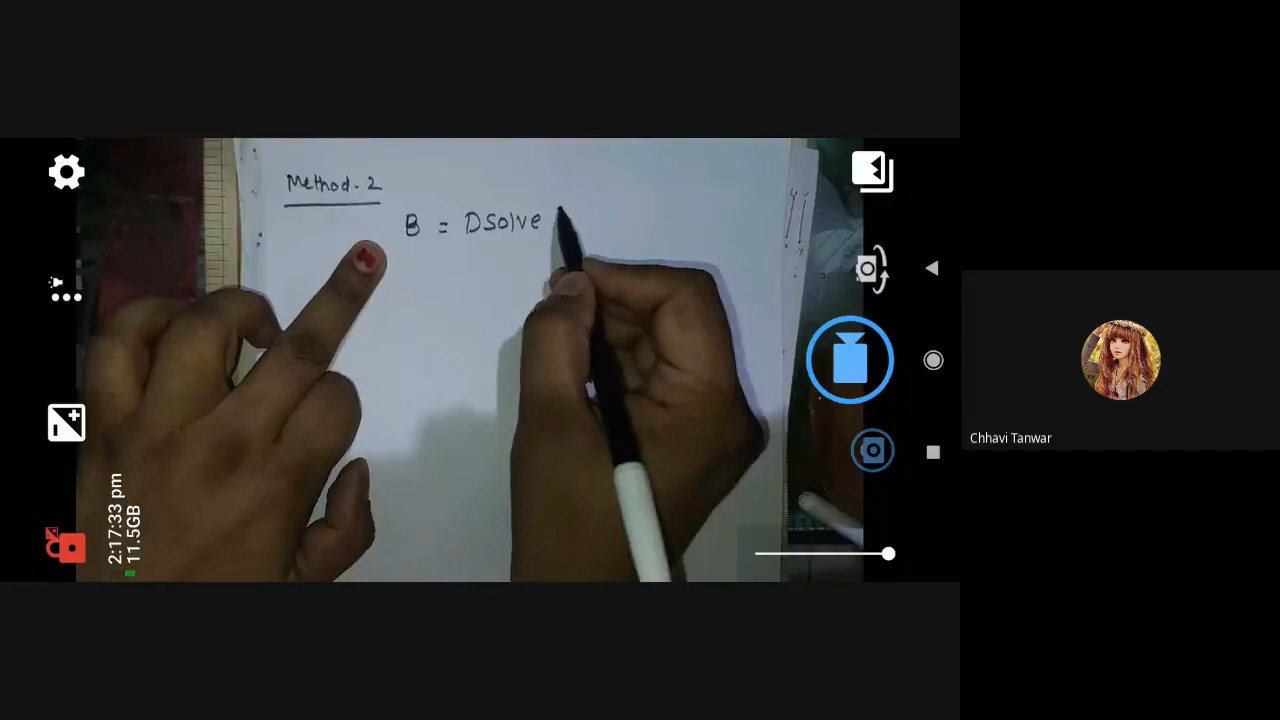 Method-2
B = DSolve
2:17:33 pm
11.5GB
Chhavi Tanwar